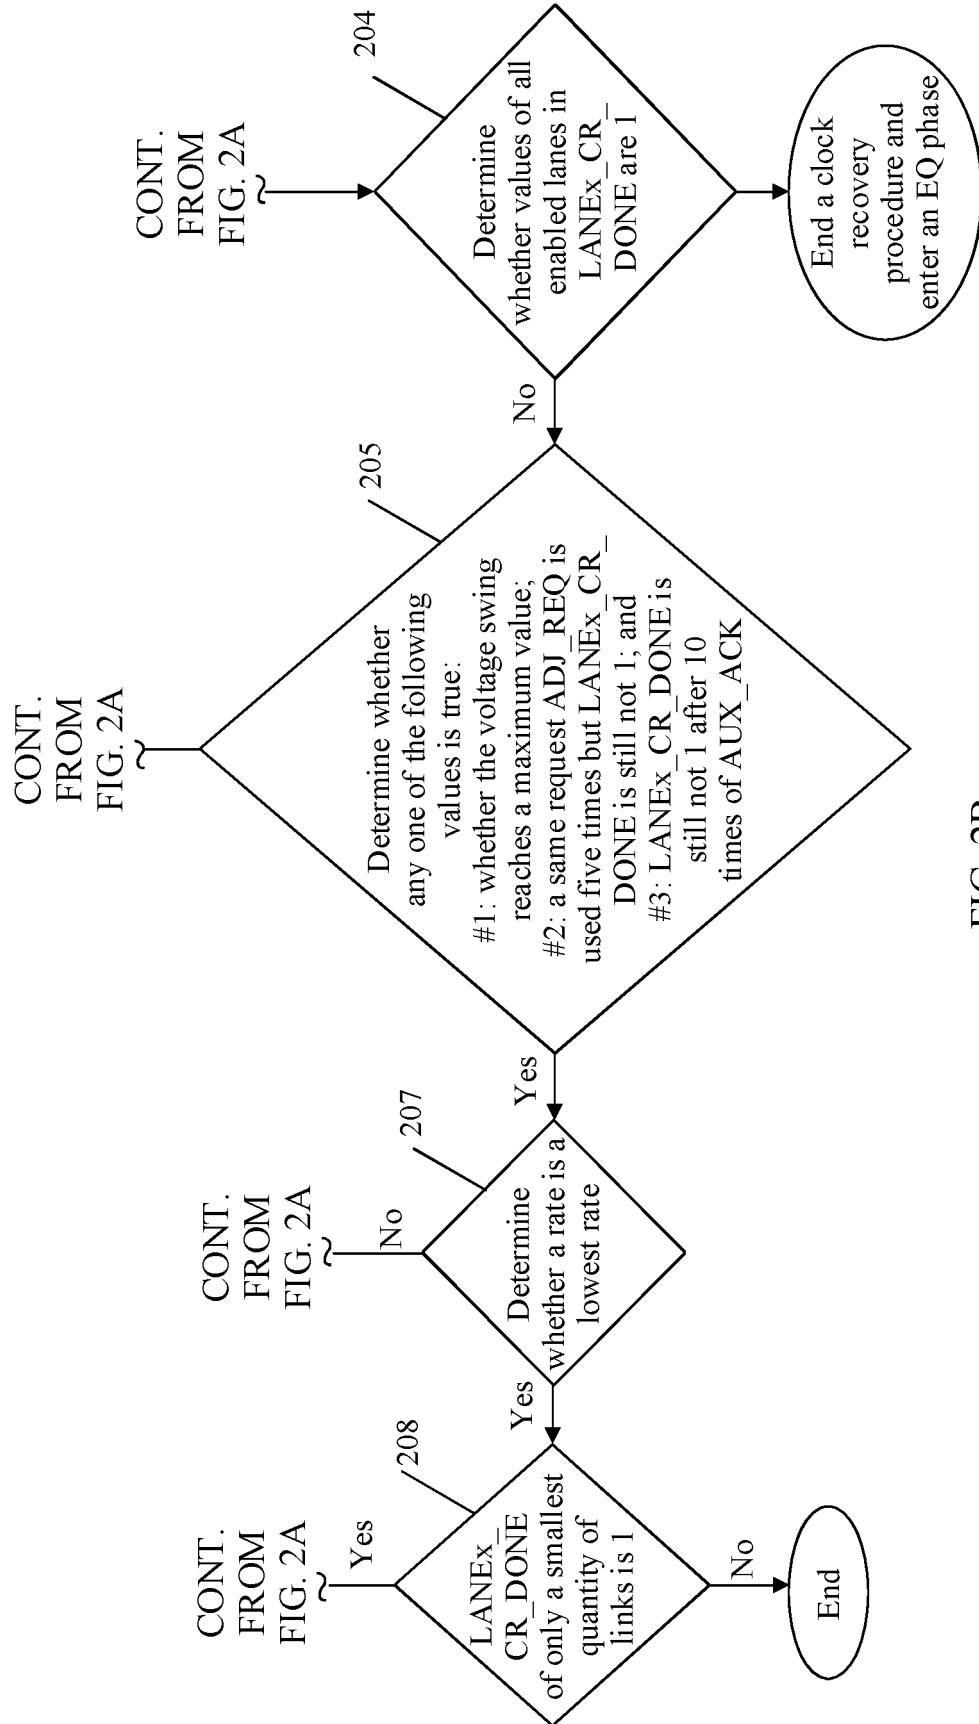 CONT.
FROM
FIG. 2A
204
Determine
whether values of all
enabled lanes in
LANEx_CR_
DONE are 1
End a clock
recovery
procedure and
enter an EQ phase
No
CONT.
FROM
FIG. 2A
205
Determine whether
any one of the following
values is true:
#1: whether the voltage swing
reaches a maximum value;
#2: a same request ADJ_REQ is
used five times but LANEx_CR_
DONE is still not 1; and
#3: LANEx_CR_DONE is
still not 1 after 10
times of AUX_ACK
Yes
CONT.
FROM
FIG. 2A
No
207
Determine
whether a rate is a
lowest rate
Yes
CONT.
FROM
FIG. 2A
Yes
208
LANEx_
CR_DONE
of only a smallest
quantity of
links is 1
No
End